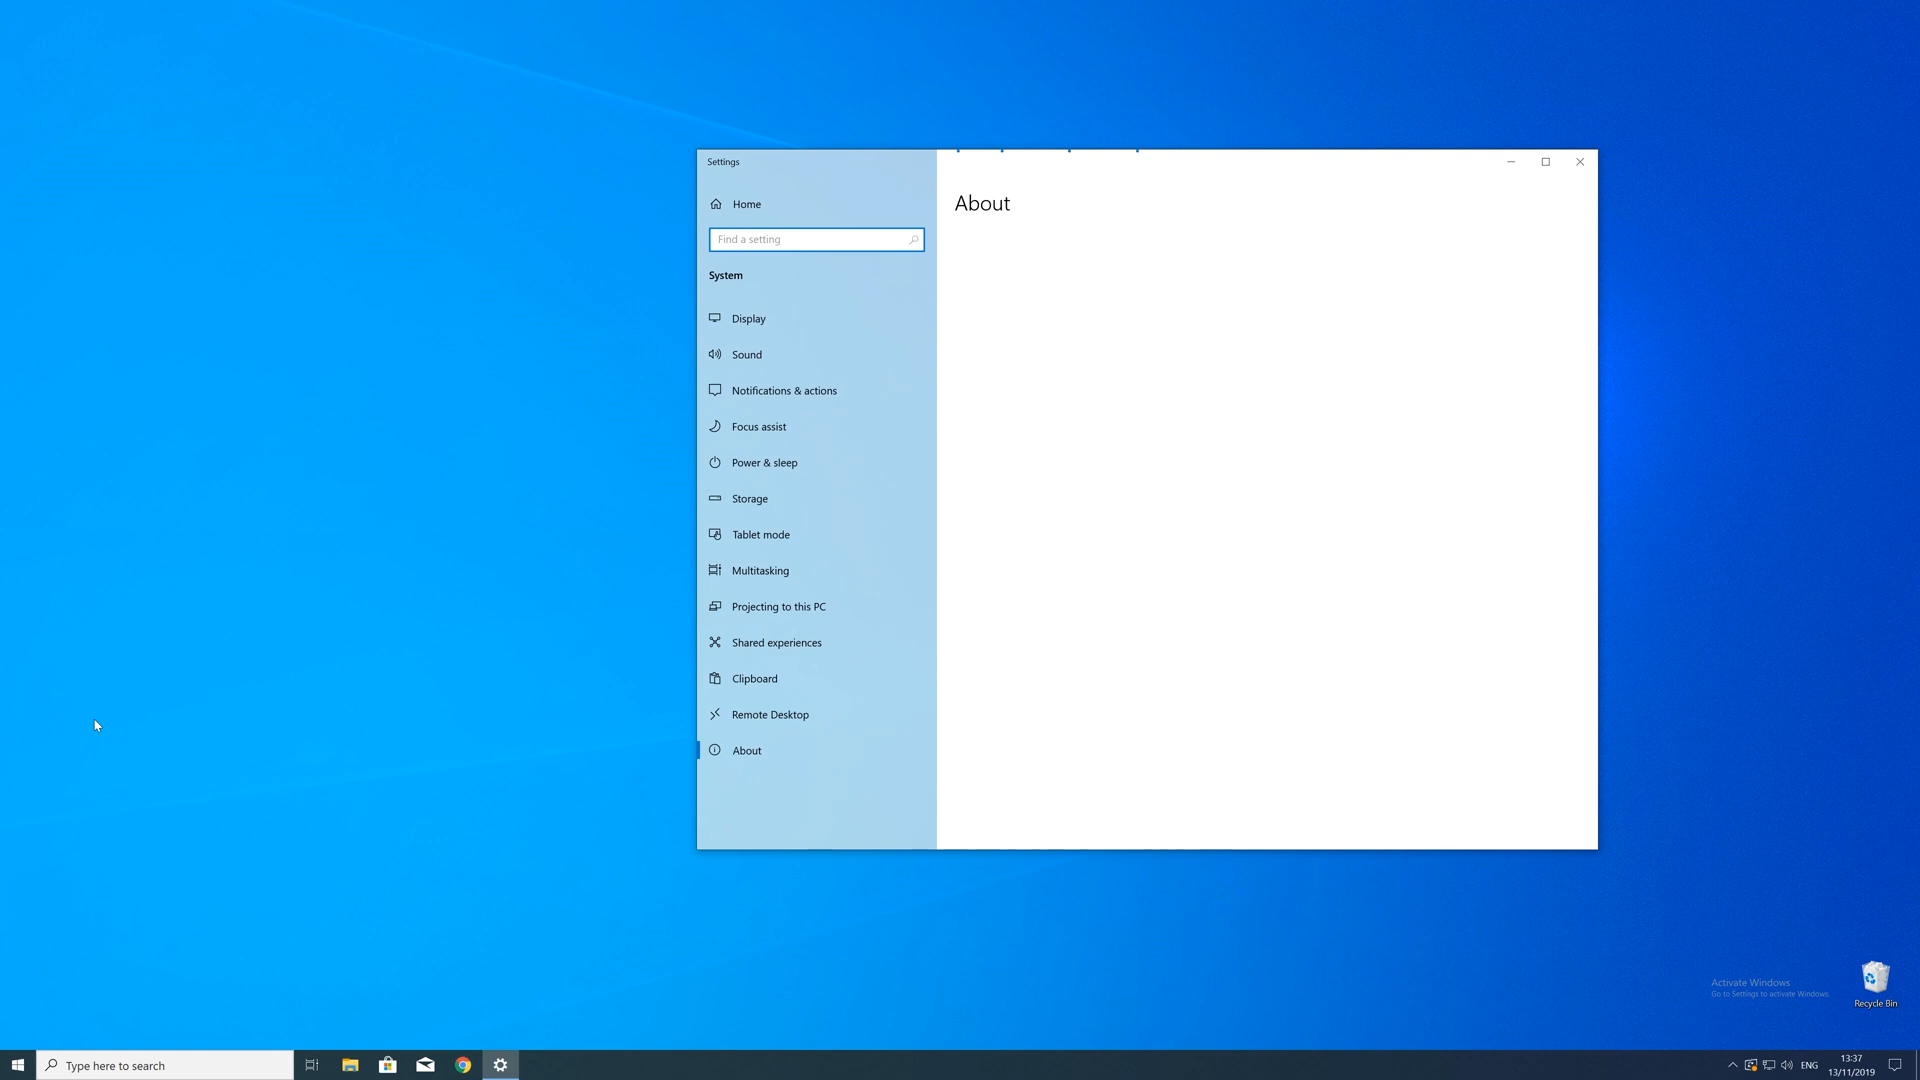 Settings
Home
Find a setting
System
Display
Sound
Notifications & actions
Focus assist
Power & sleep
Storage
Tablet mode
Multitasking
Projecting to this PC
Shared experiences
Clipboard
Remote Desktop
About
About
Activate Windows
Go to Settings to activate Windows.
Recycle Bin
Type here to search
ENG
13:37
13/11/2019